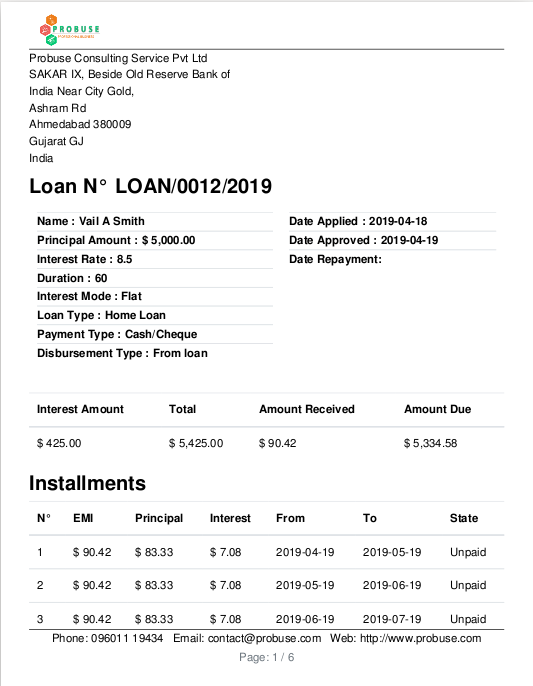 PROBUSE
Probuse Consulting Service Pvt Ltd
SAKAR IX, Beside Old Reserve Bank of
India Near City Gold,
Ashram Rd
Ahmedabad 380009
Gujarat GJ
India
Loan N° LOAN/0012/2019
Name : Vail A Smith
Principal Amount : $ 5,000.00
Interest Rate : 8.5
Duration : 60
Interest Mode : Flat
Loan Type : Home Loan
Payment Type : Cash/Cheque
Disbursement Type : From loan
Date Applied : 2019-04-18
Date Approved : 2019-04-19
Date Repayment:
Interest Amount Total Amount Received Amount Due
$ 425.00 $ 5,425.00 $ 90.42 $ 5,334.58
Installments
N° EMI Principal Interest From To State
1 $ 90.42 $ 83.33 $ 7.08 2019-04-19 2019-05-19 Unpaid
2 $ 90.42 $ 83.33 $ 7.08 2019-05-19 2019-06-19 Unpaid
3 $ 90.42 $ 83.33 $ 7.08 2019-06-19 2019-07-19 Unpaid
Phone: 096011 19434 Email: contact@probuse.com Web: http://www.probuse.com
Page: 1 / 6